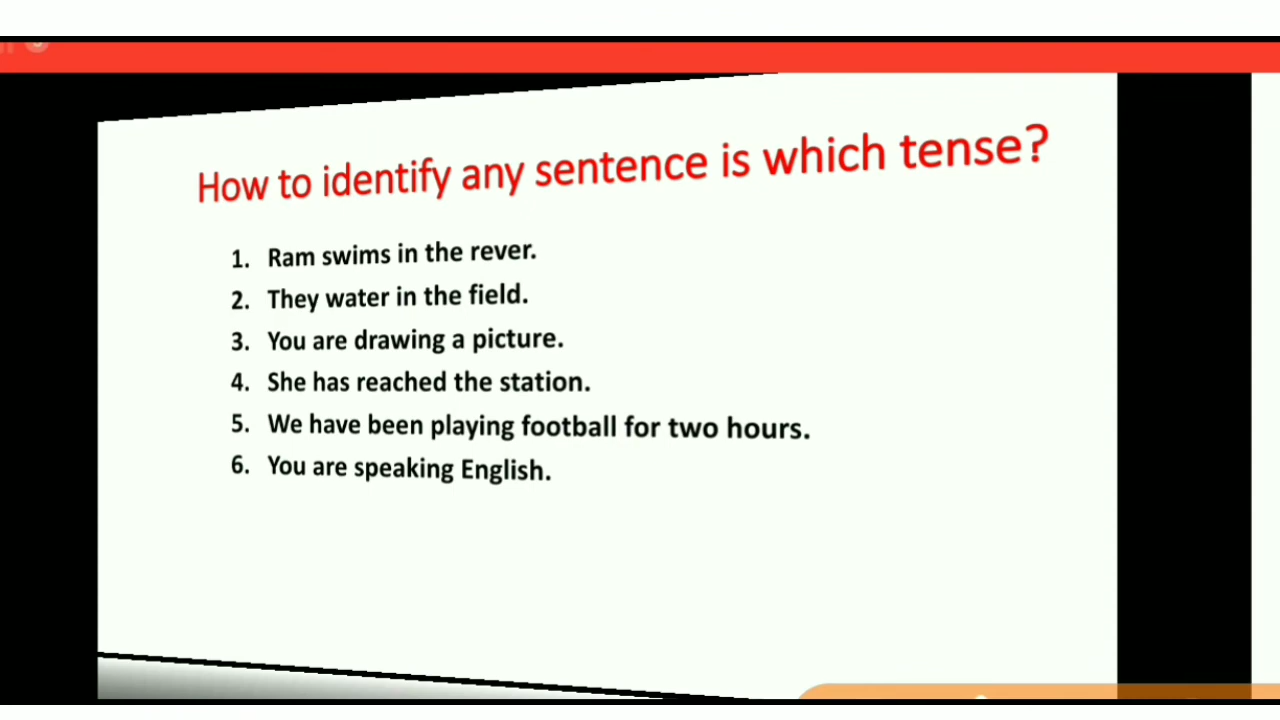 How to identify any sentence is which tense?
1. Ram swims in the rever.
2. They water in the field.
3. You are drawing a picture.
4. She has reached the station.
5. We have been playing football for two hours.
6. You are speaking English.